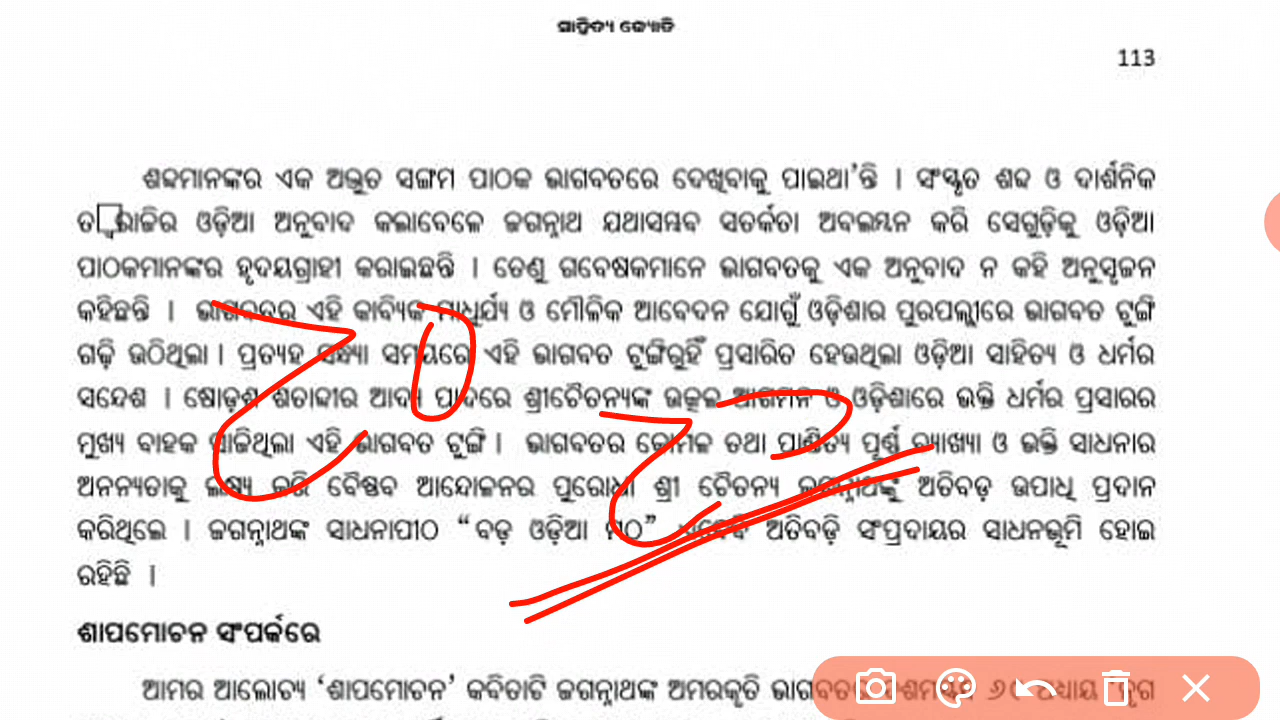 ସାହିତ୍ୟ ଜ୍ୟୋତି
113
ଶବ୍ଦମାନଙ୍କର ଏକ ଅଦ୍ଭୁତ ସଙ୍ଗମ ପାଠକ ଭାଗବତରେ ଦେଖିବାକୁ ପାଇଥା’ନ୍ତି । ସଂସ୍କୃତ ଶବ୍ଦ ଓ ଦାର୍ଶନିକ
ଓଡ଼ିଆ ଅନୁବାଦ କଲାବେଳେ ଜଗନ୍ନାଥ ଯଥାସମ୍ଭବ ସତର୍କତା ଅବଲମ୍ବନ କରି ସେଗୁଡ଼ିକୁ ଓଡ଼ିଆ
ପାଠକମାନଙ୍କର ହୃଦୟଗ୍ରାହୀ କରାଇଛନ୍ତି । ତେଣୁ ଗବେଷକମାନେ ଭାଗବତକୁ ଏକ ଅନୁବାଦ ନ କହି ଅନୁସୃଜନ
କହିଛନ୍ତି । ଭାଗବତର ଏହି କାବ୍ୟିକ ମାଧୁର୍ଯ୍ୟ ଓ ମୌଳିକ ଆବେଦନ ଯୋଗୁଁ ଓଡ଼ିଶାର ପୁରପଲ୍ଲୀରେ ଭାଗବତ ଟୁଙ୍ଗି
ଗଢ଼ି ଉଠିଥିଲା । ପ୍ରତ୍ୟହ ସନ୍ଧ୍ୟା ସମୟରେ ଏହି ଭାଗବତ ଟୁଙ୍ଗିରୁହିଁ ପ୍ରସାରିତ ହେଉଥିଲା ଓଡ଼ିଆ ସାହିତ୍ୟ ଓ ଧର୍ମର
ସନ୍ଦେଶ । ଷୋଡ଼ଶ ଶତାବ୍ଦୀର ଆଦ୍ୟ ପାଦରେ ଶ୍ରୀଚୈତନ୍ୟଙ୍କ ଉତ୍କଳ ଆଗମନ ଓ ଓଡ଼ିଶାରେ ଭକ୍ତି ଧର୍ମର ପ୍ରସାରର
ମୁଖ୍ୟ ବାହକ ସାଜିଥିଲା ଏହି ଭାଗବତ ଟୁଙ୍ଗି । ଭାଗବତର କୋମଳ ତଥା ପାଣ୍ଡିତ୍ୟ ପୂର୍ଣ୍ଣ ବ୍ୟାଖ୍ୟା ଓ ଭକ୍ତି ସାଧନାର
ଅନନ୍ୟତାକୁ ଲକ୍ଷ୍ୟ କରି ବୈଷ୍ଣବ ଆନ୍ଦୋଳନର ପୁରୋଧା ଶ୍ରୀ ଚୈତନ୍ୟ ଜଗନ୍ନାଥଙ୍କୁ ଅତିବଡ଼ ଉପାଧି ପ୍ରଦାନ
କରିଥିଲେ । ଜଗନ୍ନାଥଙ୍କ ସାଧନାପୀଠ “ବଡ଼ ଓଡ଼ିଆ ମଠ” ଅତିବଡ଼ି ସଂପ୍ରଦାୟର ସାଧନଭୂମି ହୋଇ
ରହିଛି ।
ଶାପମୋଚନ ସଂପର୍କରେ
ଆମର ଆଲୋଚ୍ୟ ‘ଶାପମୋଚନ’ କବିତାଟି ଜଗନ୍ନାଥଙ୍କ ଅମରକୃତି